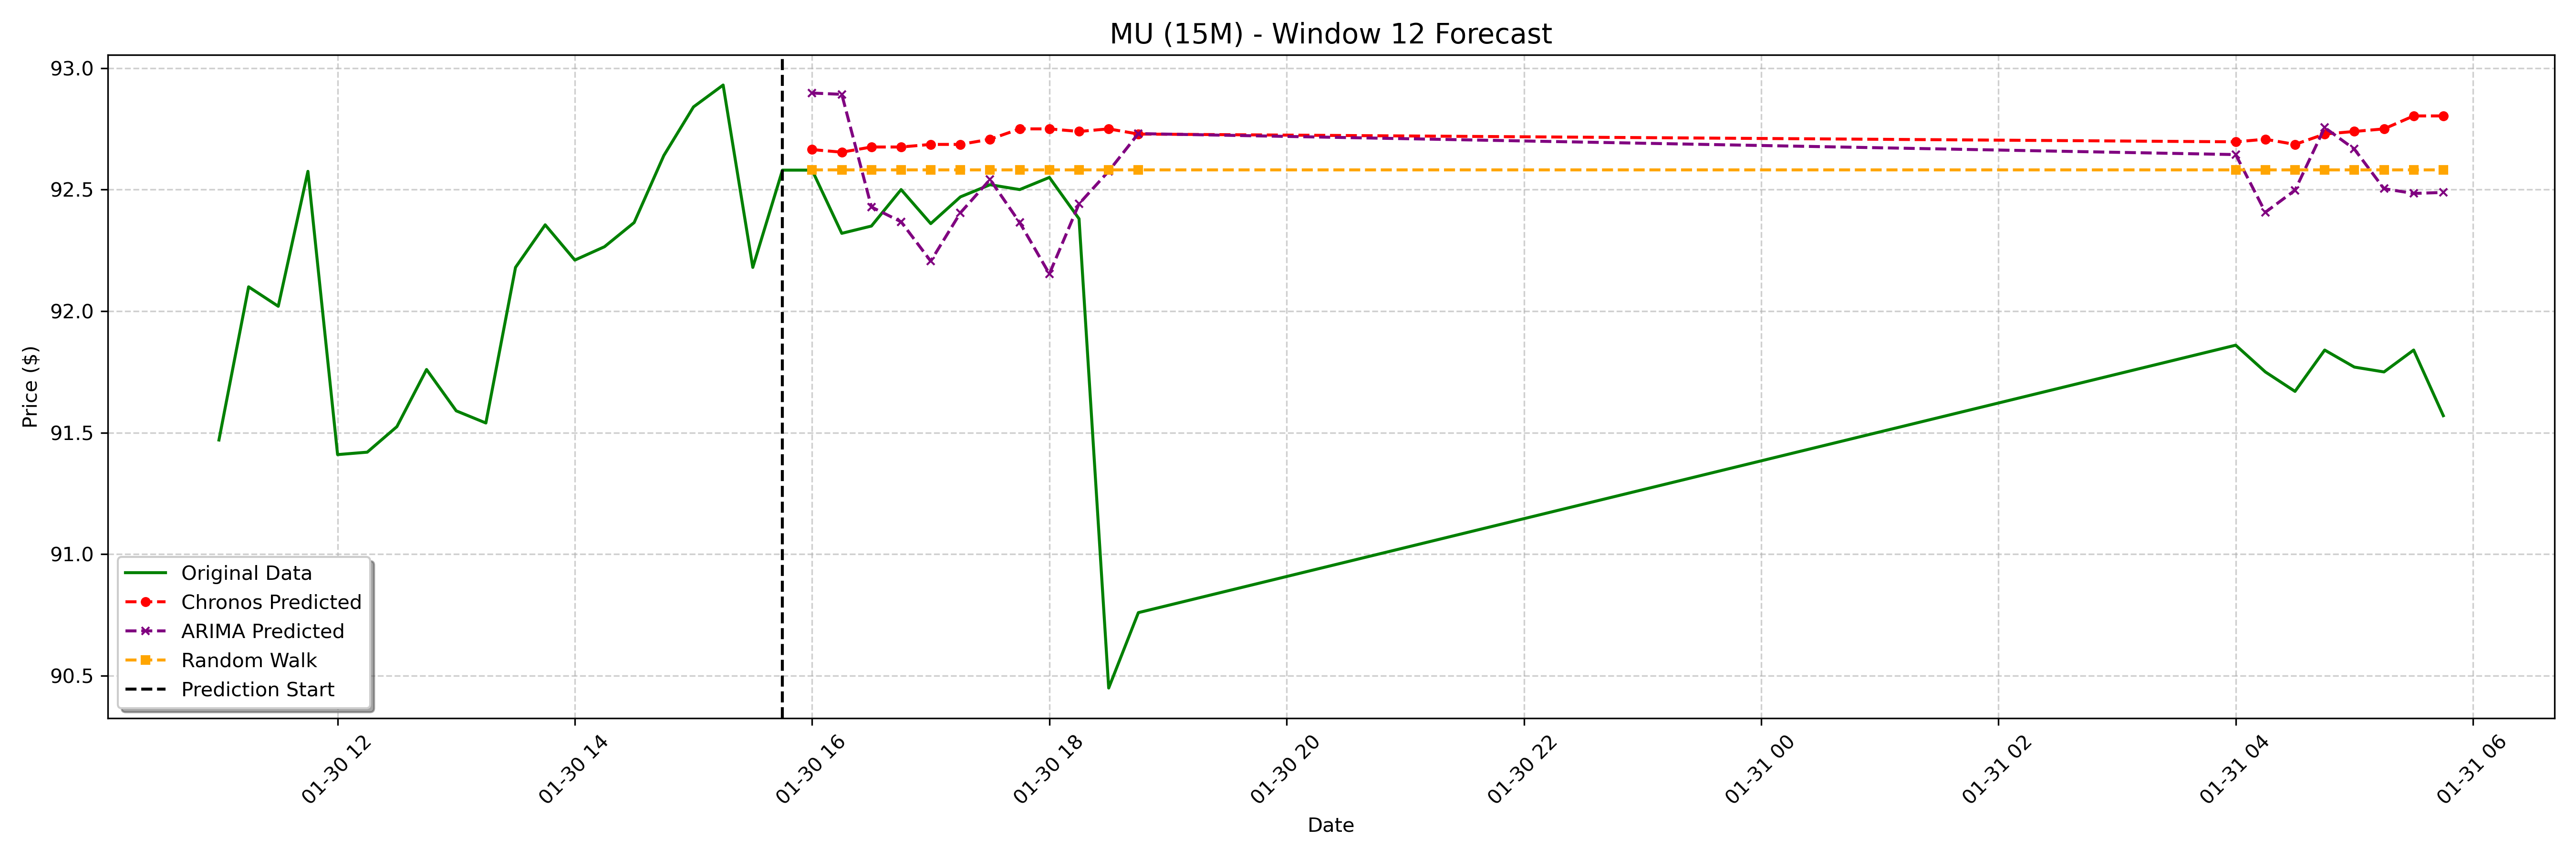 MU (15M) - Window 12 Forecast
Price ($)
93.0
92.5
92.0
91.5
91.0
90.5
Original Data
Chronos Predicted
ARIMA Predicted
Random Walk
Prediction Start
01-30 12
01-30 14
01-30 16
01-30 18
01-30 20
01-30 22
01-31 00
01-31 02
01-31 04
01-31 06
Date